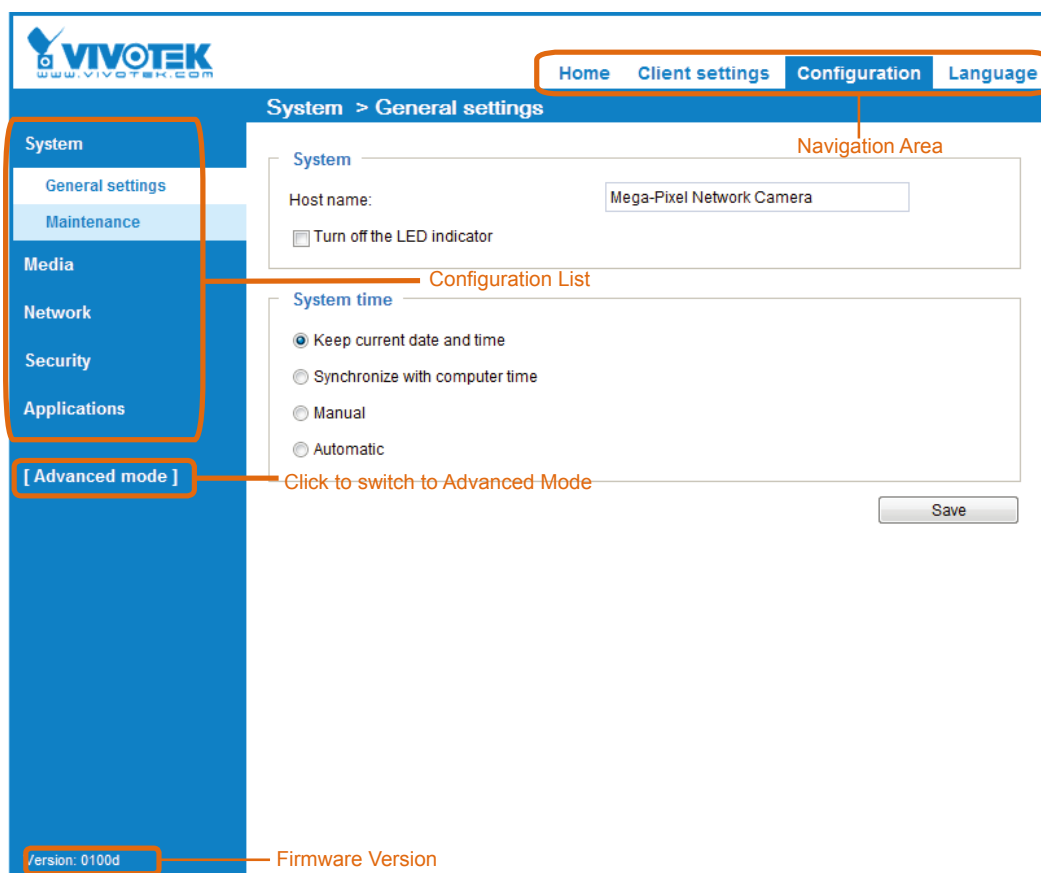 VIVOTEK
www.vivotek.com
Home Client settings Configuration Language
System > General settings
Navigation Area
System
General settings
Maintenance
Media
Network
Security
Applications
[ Advanced mode ]
System
Host name: Mega-Pixel Network Camera
Turn off the LED indicator
Configuration List
System time
Keep current date and time
Synchronize with computer time
Manual
Automatic
Click to switch to Advanced Mode
Save
Version: 0100d
Firmware Version